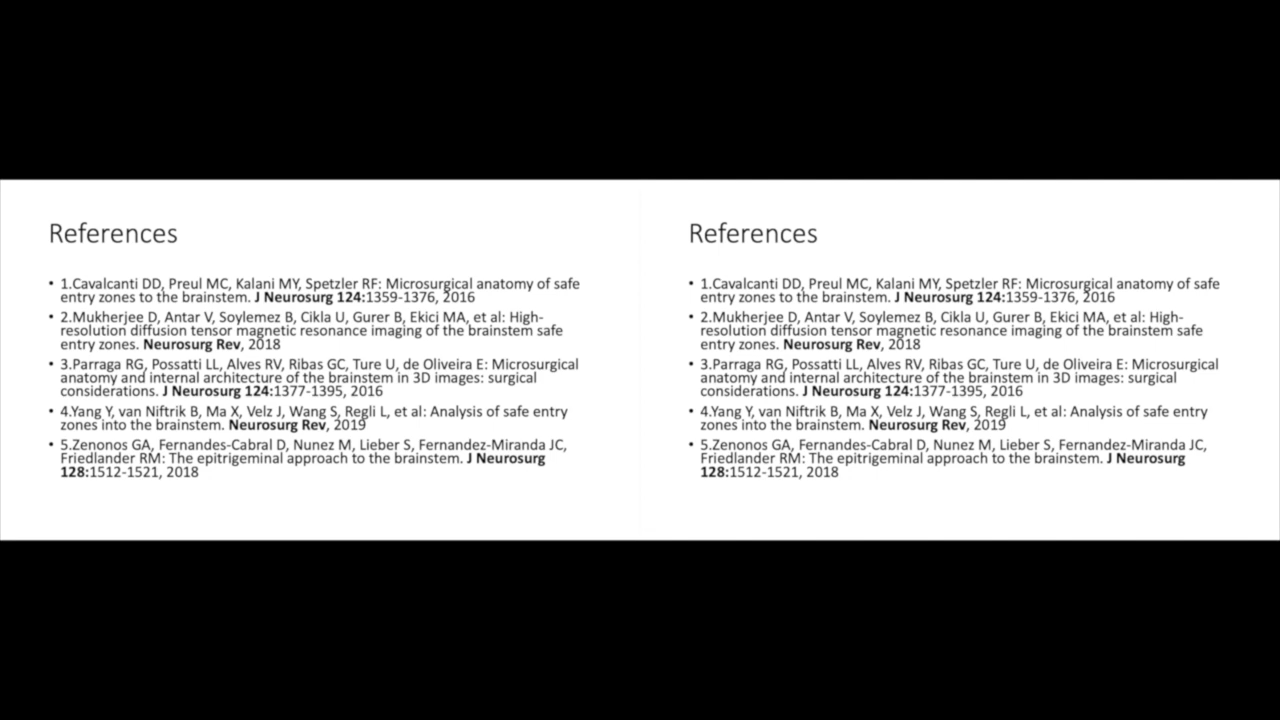 References
• 1.Cavalcanti DD, Preul MC, Kalani MY, Spetzler RF: Microsurgical anatomy of safe
entry zones to the brainstem. J Neurosurg 124:1359-1376, 2016
• 2.Mukherjee D, Antar V, Soylemez B, Cikla U, Gurer B, Ekici MA, et al: High-
resolution diffusion tensor magnetic resonance imaging of the brainstem safe
entry zones. Neurosurg Rev, 2018
• 3.Parraga RG, Possatti LL, Alves RV, Ribas GC, Ture U, de Oliveira E: Microsurgical
anatomy and internal architecture of the brainstem in 3D images: surgical
considerations. J Neurosurg 124:1377-1395, 2016
• 4.Yang Y, van Niftrik B, Ma X, Velz J, Wang S, Regli L, et al: Analysis of safe entry
zones into the brainstem. Neurosurg Rev, 2019
• 5.Zenonos GA, Fernandes-Cabral D, Nunez M, Lieber S, Fernandez-Miranda JC,
Friedlander RM: The epitrigeminal approach to the brainstem. J Neurosurg
128:1512-1521, 2018
References
• 1.Cavalcanti DD, Preul MC, Kalani MY, Spetzler RF: Microsurgical anatomy of safe
entry zones to the brainstem. J Neurosurg 124:1359-1376, 2016
• 2.Mukherjee D, Antar V, Soylemez B, Cikla U, Gurer B, Ekici MA, et al: High-
resolution diffusion tensor magnetic resonance imaging of the brainstem safe
entry zones. Neurosurg Rev, 2018
• 3.Parraga RG, Possatti LL, Alves RV, Ribas GC, Ture U, de Oliveira E: Microsurgical
anatomy and internal architecture of the brainstem in 3D images: surgical
considerations. J Neurosurg 124:1377-1395, 2016
• 4.Yang Y, van Niftrik B, Ma X, Velz J, Wang S, Regli L, et al: Analysis of safe entry
zones into the brainstem. Neurosurg Rev, 2019
• 5.Zenonos GA, Fernandes-Cabral D, Nunez M, Lieber S, Fernandez-Miranda JC,
Friedlander RM: The epitrigeminal approach to the brainstem. J Neurosurg
128:1512-1521, 2018